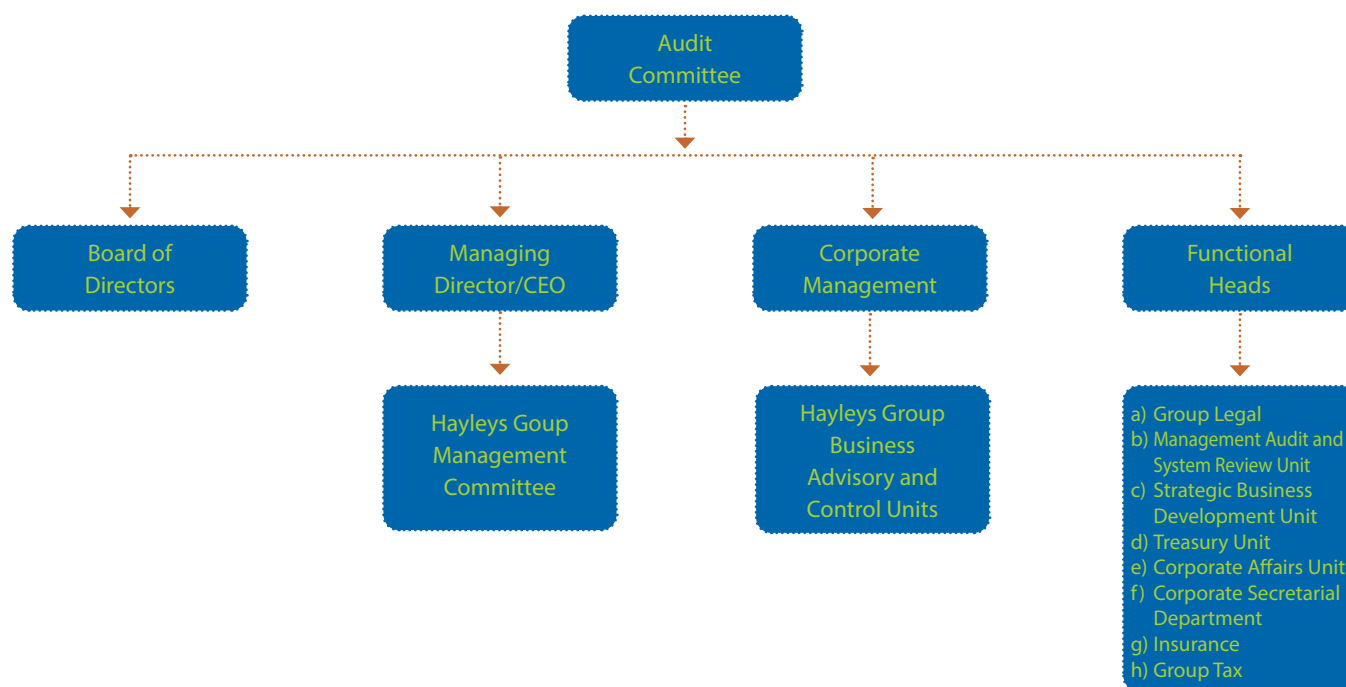 Audit
Committee
Board of
Directors
Managing
Director/CEO
Corporate
Management
Functional
Heads
Hayleys Goup
Management
Committee
Hayleys Group
Business
Advisory and
Control Units
a) Group Legal
b) Management Audit and
System Review Unit
c) Strategic Business
Development Unit
d) Treasury Unit
e) Corporate Affairs Unit
f) Corporate Secretarial
Department
g) Insurance
h) Group Tax